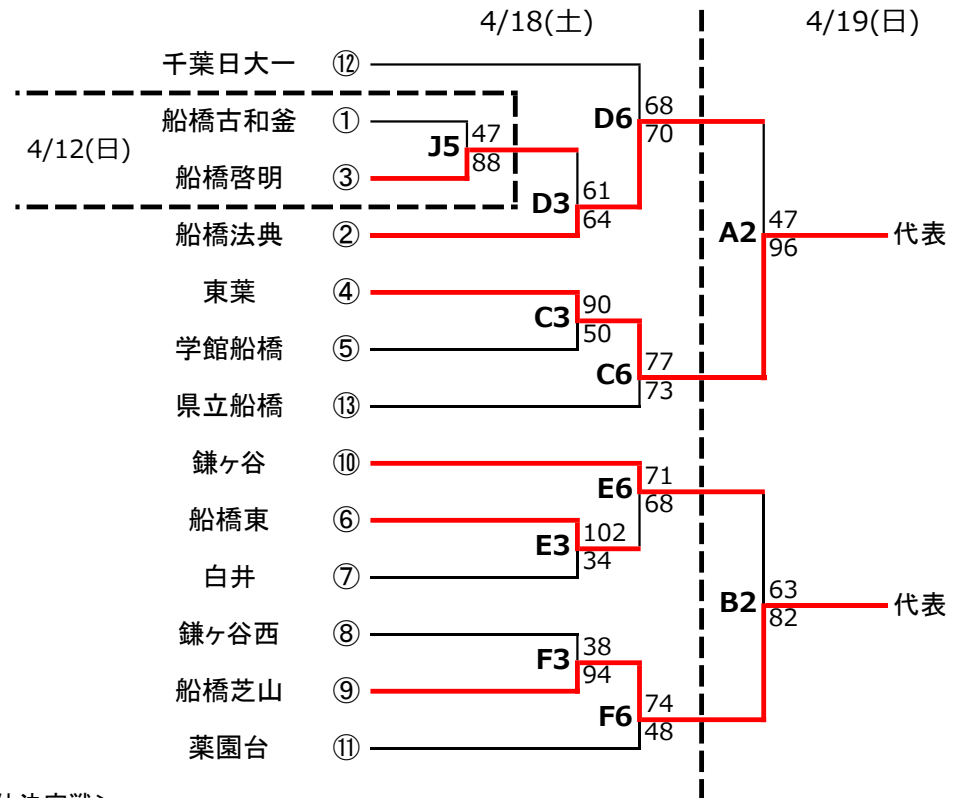 4/18(土) 4/19(日)
千葉日大一 ⑫
68
D6
70
船橋古和釜 ①
47
4/12(日) J5
88
船橋啓明 ③
61
D3
64
船橋法典 ②
47
A2 代表
96
東葉 ④
90
C3
50
学館船橋 ⑤
77
C6
73
県立船橋 ⑬
鎌ヶ谷 ⑩
71
E6
68
船橋東 ⑥
102
E3
34
白井 ⑦
63
B2 代表
82
鎌ヶ谷西 ⑧
38
F3
94
船橋芝山 ⑨
74
F6
48
薬園台 ⑪